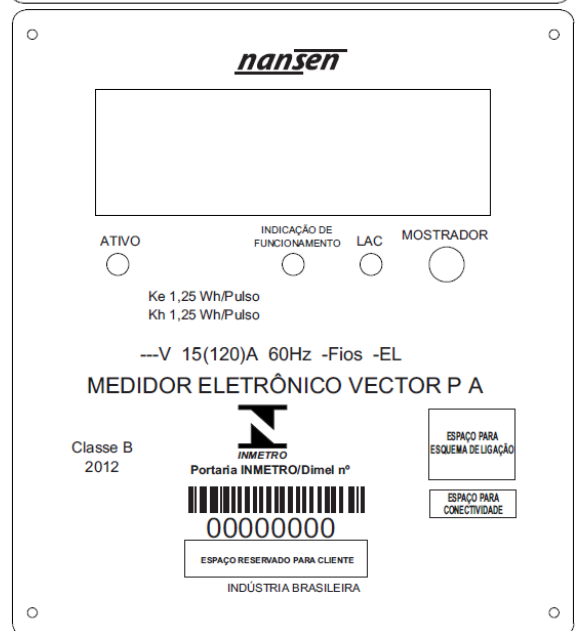 nansen
ATIVO
INDICAÇÃO DE
FUNCIONAMENTO
LAC
MOSTRADOR
Ke 1,25 Wh/Pulso
Kh 1,25 Wh/Pulso
---V 15(120)A 60Hz -Fios -EL
MEDIDOR ELETRÔNICO VECTOR P A
Classe B
2012
INMETRO
Portaria INMETRO/Dimel nº
00000000
ESPAÇO RESERVADO PARA CLIENTE
INDÚSTRIA BRASILEIRA
ESPAÇO PARA
ESQUEMA DE LIGAÇÃO
ESPAÇO PARA
CONECTIVIDADE